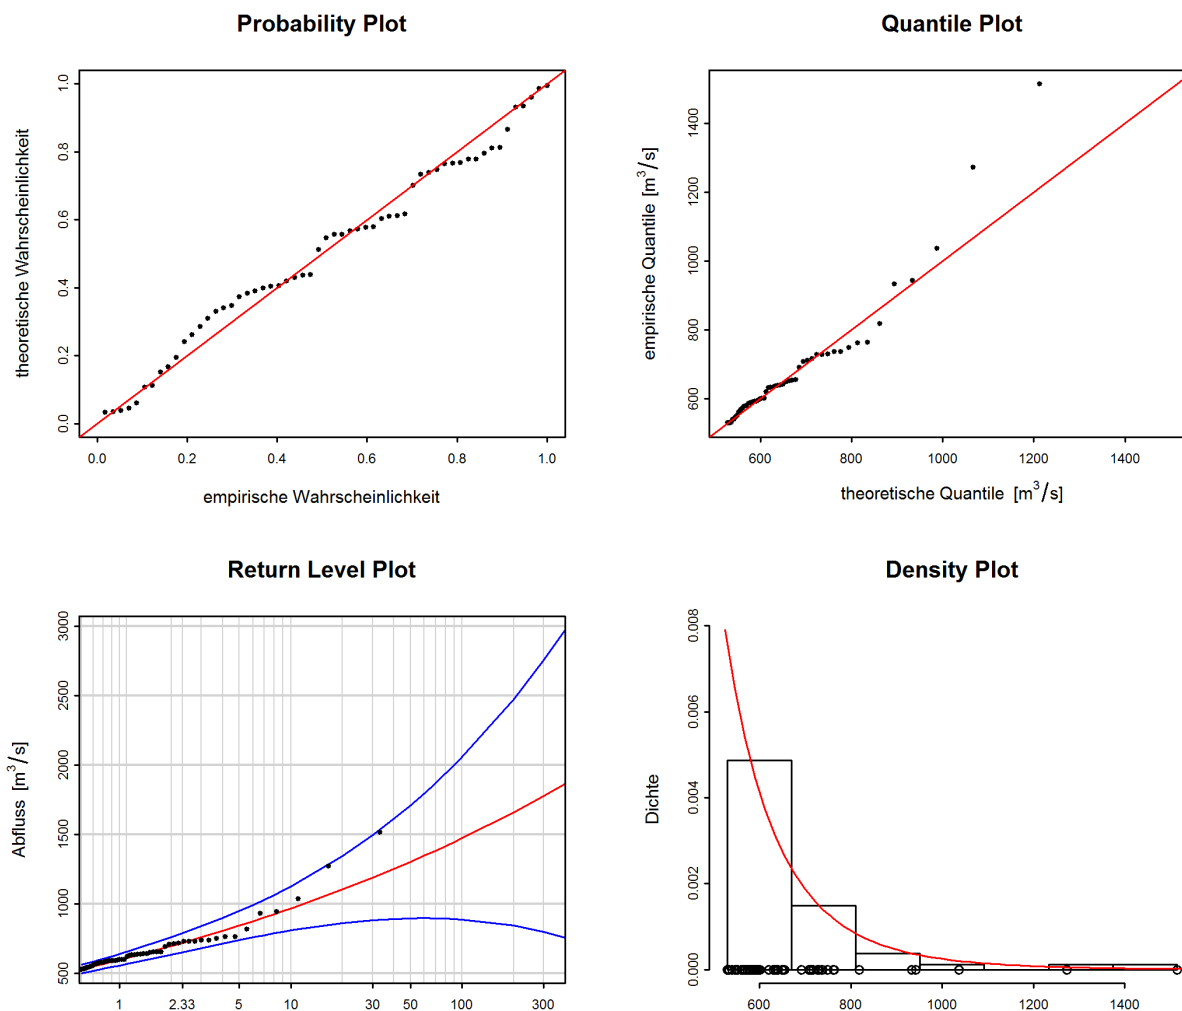 Probability Plot
theoretische Wahrscheinlichkeit
0.0 0.2 0.4 0.6 0.8 1.0
0.0 0.2 0.4 0.6 0.8 1.0
empirische Wahrscheinlichkeit
Quantile Plot
empirische Quantile [m³/s]
600 800 1000 1200 1400
600 800 1000 1200 1400
theoretische Quantile [m³/s]
Return Level Plot
Abfluss [m³/s]
500 1000 1500 2000 2500 3000
1 2.33 5 10 30 50 100 300
Density Plot
Dichte
0.000 0.002 0.004 0.006 0.008
600 800 1000 1200 1400